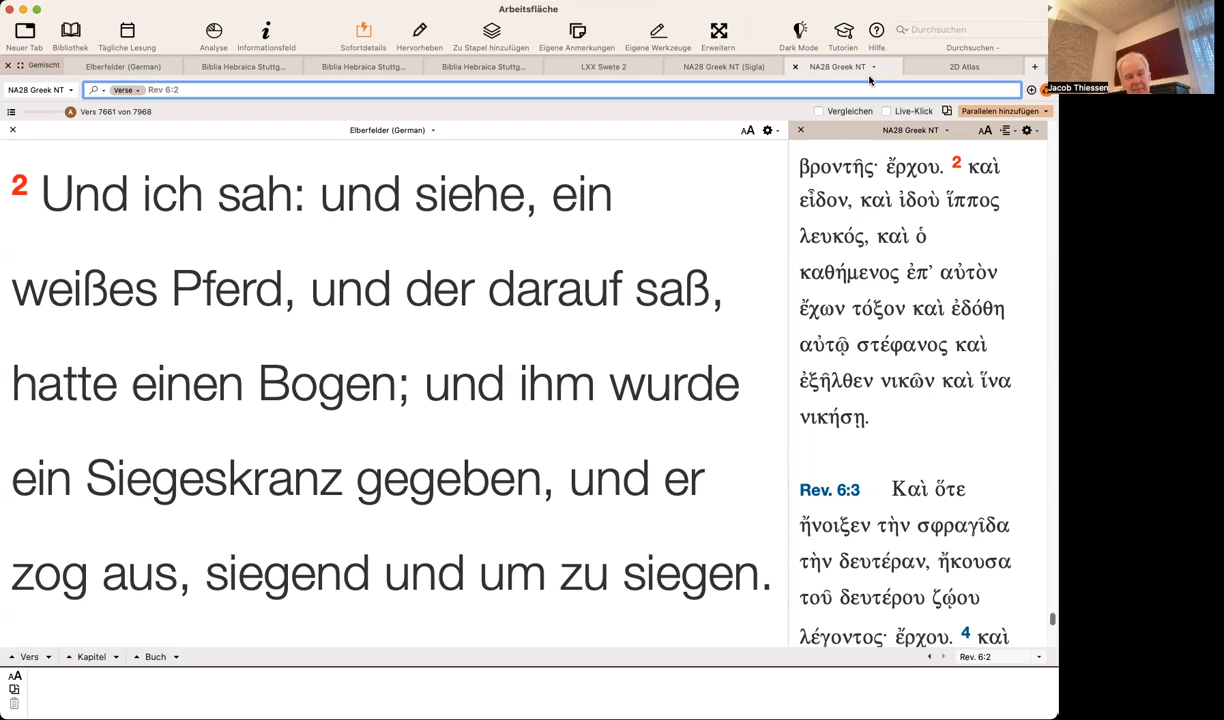 Arbeitsfläche
Neuer Tab Bibliothek Tägliche Lesung Analyse Informationsfeld Sofortdetails Hervorheben Zu Stapel hinzufügen Eigene Anmerkungen Eigene Werkzeuge Erweitern Dark Mode Tutorien Hilfe Durchsuchen
Durchsuchen
Gemischt Elberfelder (German) Biblia Hebraica Stuttg... Biblia Hebraica Stuttg... Biblia Hebraica Stuttg... LXX Swete 2 NA28 Greek NT (Sigla) NA28 Greek NT 2D Atlas
NA28 Greek NT Verse Rev 6:2
Jacob Thiessen
A Vers 7661 von 7968 Vergleichen Live-Klick Parallelen hinzufügen
Elberfelder (German) AA
2 Und ich sah: und siehe, ein
weißes Pferd, und der darauf saß,
hatte einen Bogen; und ihm wurde
ein Siegeskranz gegeben, und er
zog aus, siegend und um zu siegen.
NA28 Greek NT AA
βροντῆς· ἔρχου. 2 καὶ
εἶδον, καὶ ἰδοὺ ἵππος
λευκός, καὶ ὁ
καθήμενος ἐπ’ αὐτὸν
ἔχων τόξον καὶ ἐδόθη
αὐτῷ στέφανος καὶ
ἐξῆλθεν νικῶν καὶ ἵνα
νικήσῃ.
Rev. 6:3 Καὶ ὅτε
ἤνοιξεν τὴν σφραγῖδα
τὴν δευτέραν, ἤκουσα
τοῦ δευτέρου ζῴου
λέγοντος· ἔρχου. 4 καὶ
Vers Kapitel Buch Rev. 6:2
AA